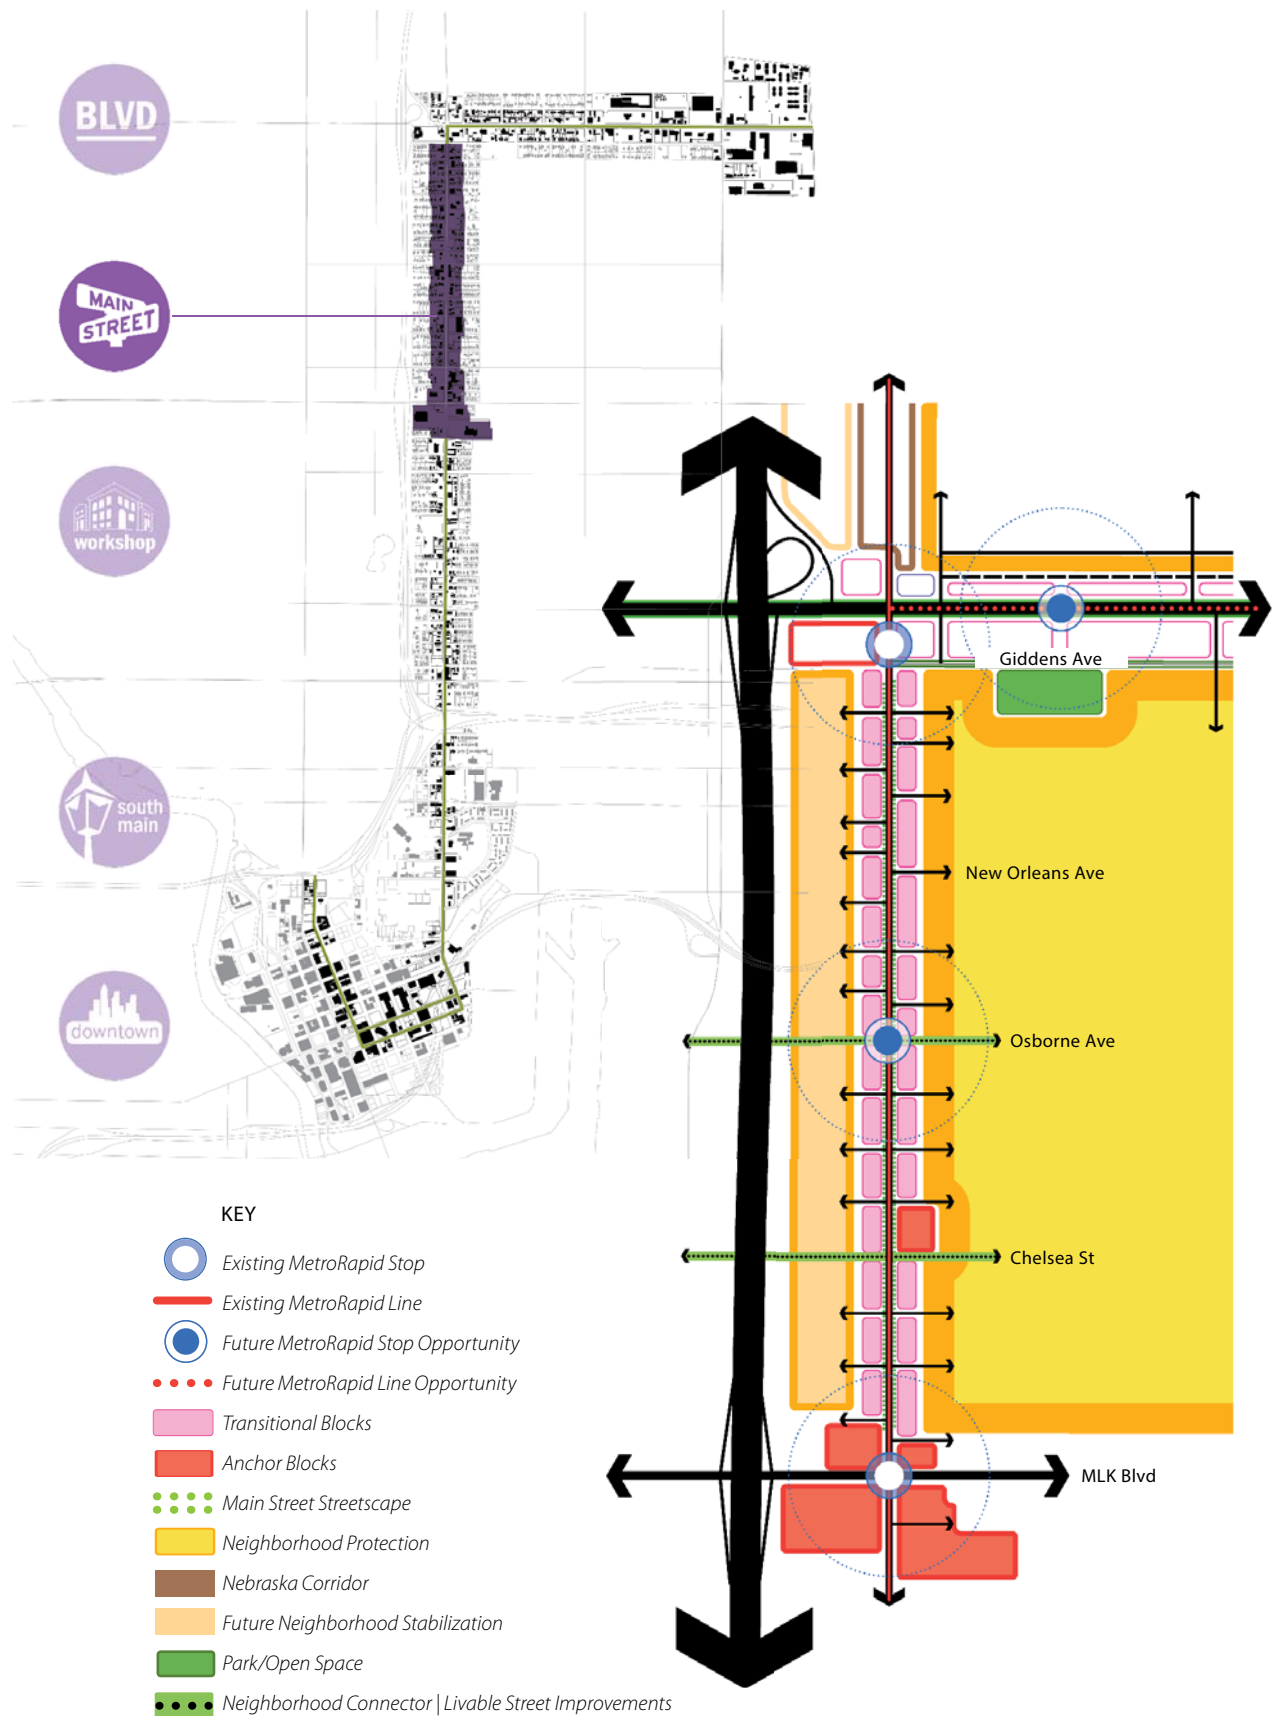 BLVD
MAIN
STREET
workshop
south
main
downtown
Giddens Ave
New Orleans Ave
Osborne Ave
Chelsea St
MLK Blvd
KEY
Existing MetroRapid Stop
Existing MetroRapid Line
Future MetroRapid Stop Opportunity
Future MetroRapid Line Opportunity
Transitional Blocks
Anchor Blocks
Main Street Streetscape
Neighborhood Protection
Nebraska Corridor
Future Neighborhood Stabilization
Park/Open Space
Neighborhood Connector | Livable Street Improvements